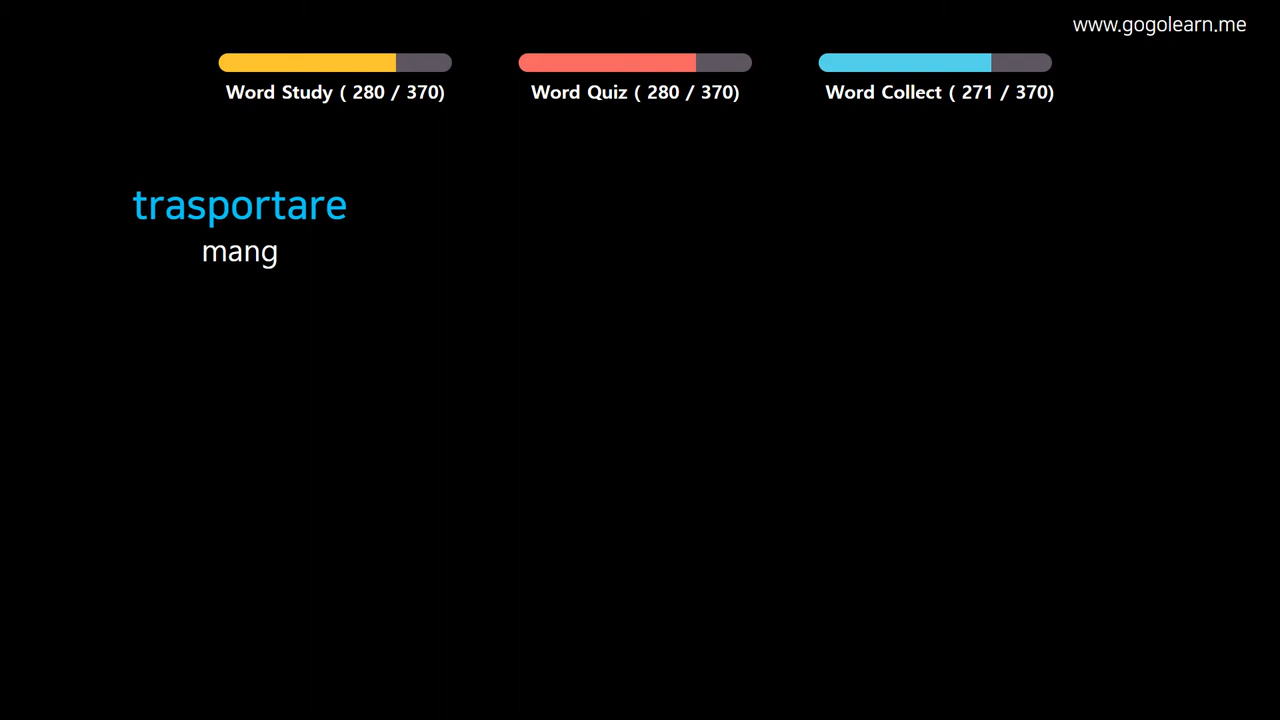 www.gogolearn.me
Word Study ( 280 / 370)
Word Quiz ( 280 / 370)
Word Collect ( 271 / 370)
trasportare
mang